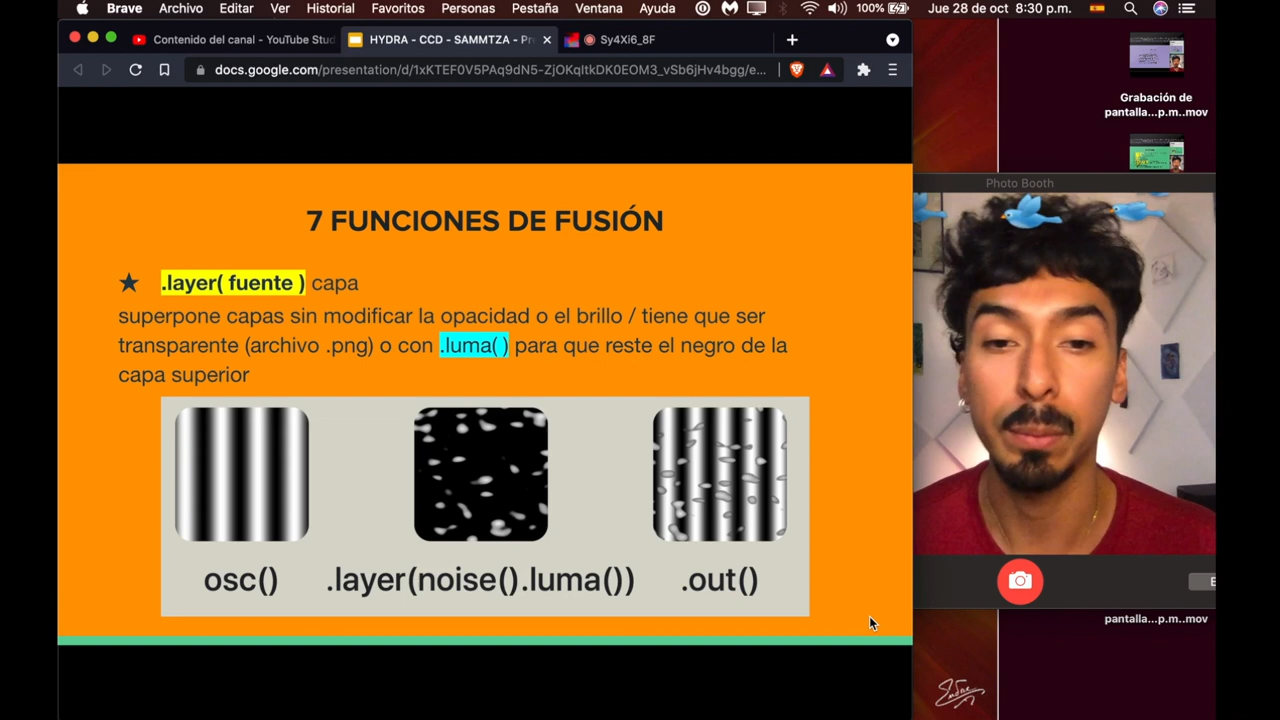 Brave Archivo Editar Ver Historial Favoritos Personas Pestaña Ventana Ayuda 100% Jue 28 de oct 8:30 p.m.
Contenido del canal - YouTube Stud
HYDRA - CCD - SAMMTZA - Pr
Sy4Xi6_8F
docs.google.com/presentation/d/1xKTEF0V5PAq9dN5-ZjOKqItkDK0EOM3_vSb6jHv4bgg/e...
Grabación de
pantalla...p.m..mov
Photo Booth
7 FUNCIONES DE FUSIÓN
★ .layer( fuente ) capa
superpone capas sin modificar la opacidad o el brillo / tiene que ser
transparente (archivo .png) o con .luma( ) para que reste el negro de la
capa superior
osc() .layer(noise().luma()) .out()
pantalla...p.m..mov